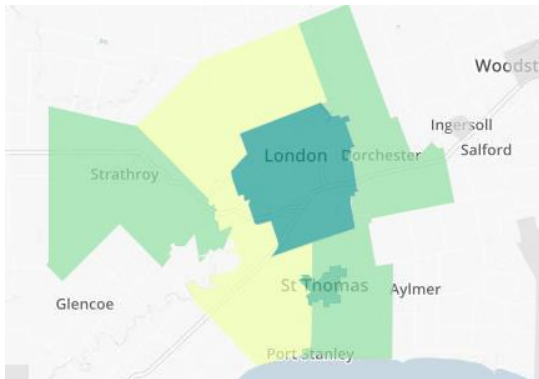 Woodst
Ingersoll
London
Dorchester
Salford
Strathroy
St Thomas
Aylmer
Glencoe
Port Stanley